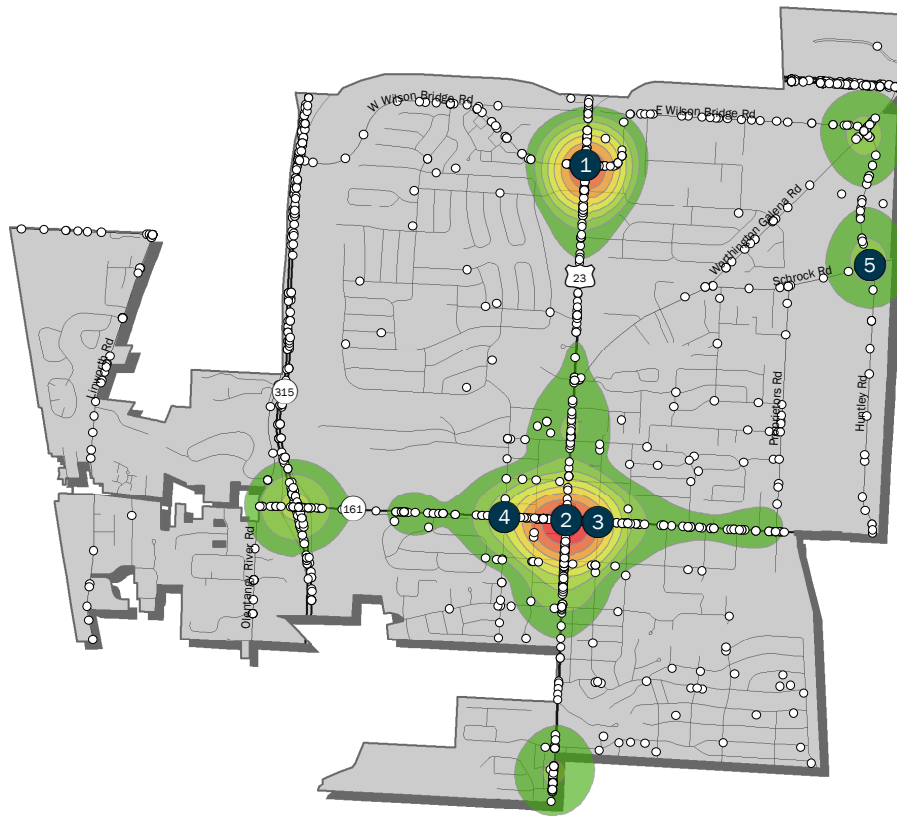 W Wilson Bridge Rd
E Wilson Bridge Rd
1
Worthington Galena Rd
5
Schrock Rd
23
Linworth Rd
315
Proprietors Rd
Huntley Rd
161
4
2
3
Olentangy River Rd